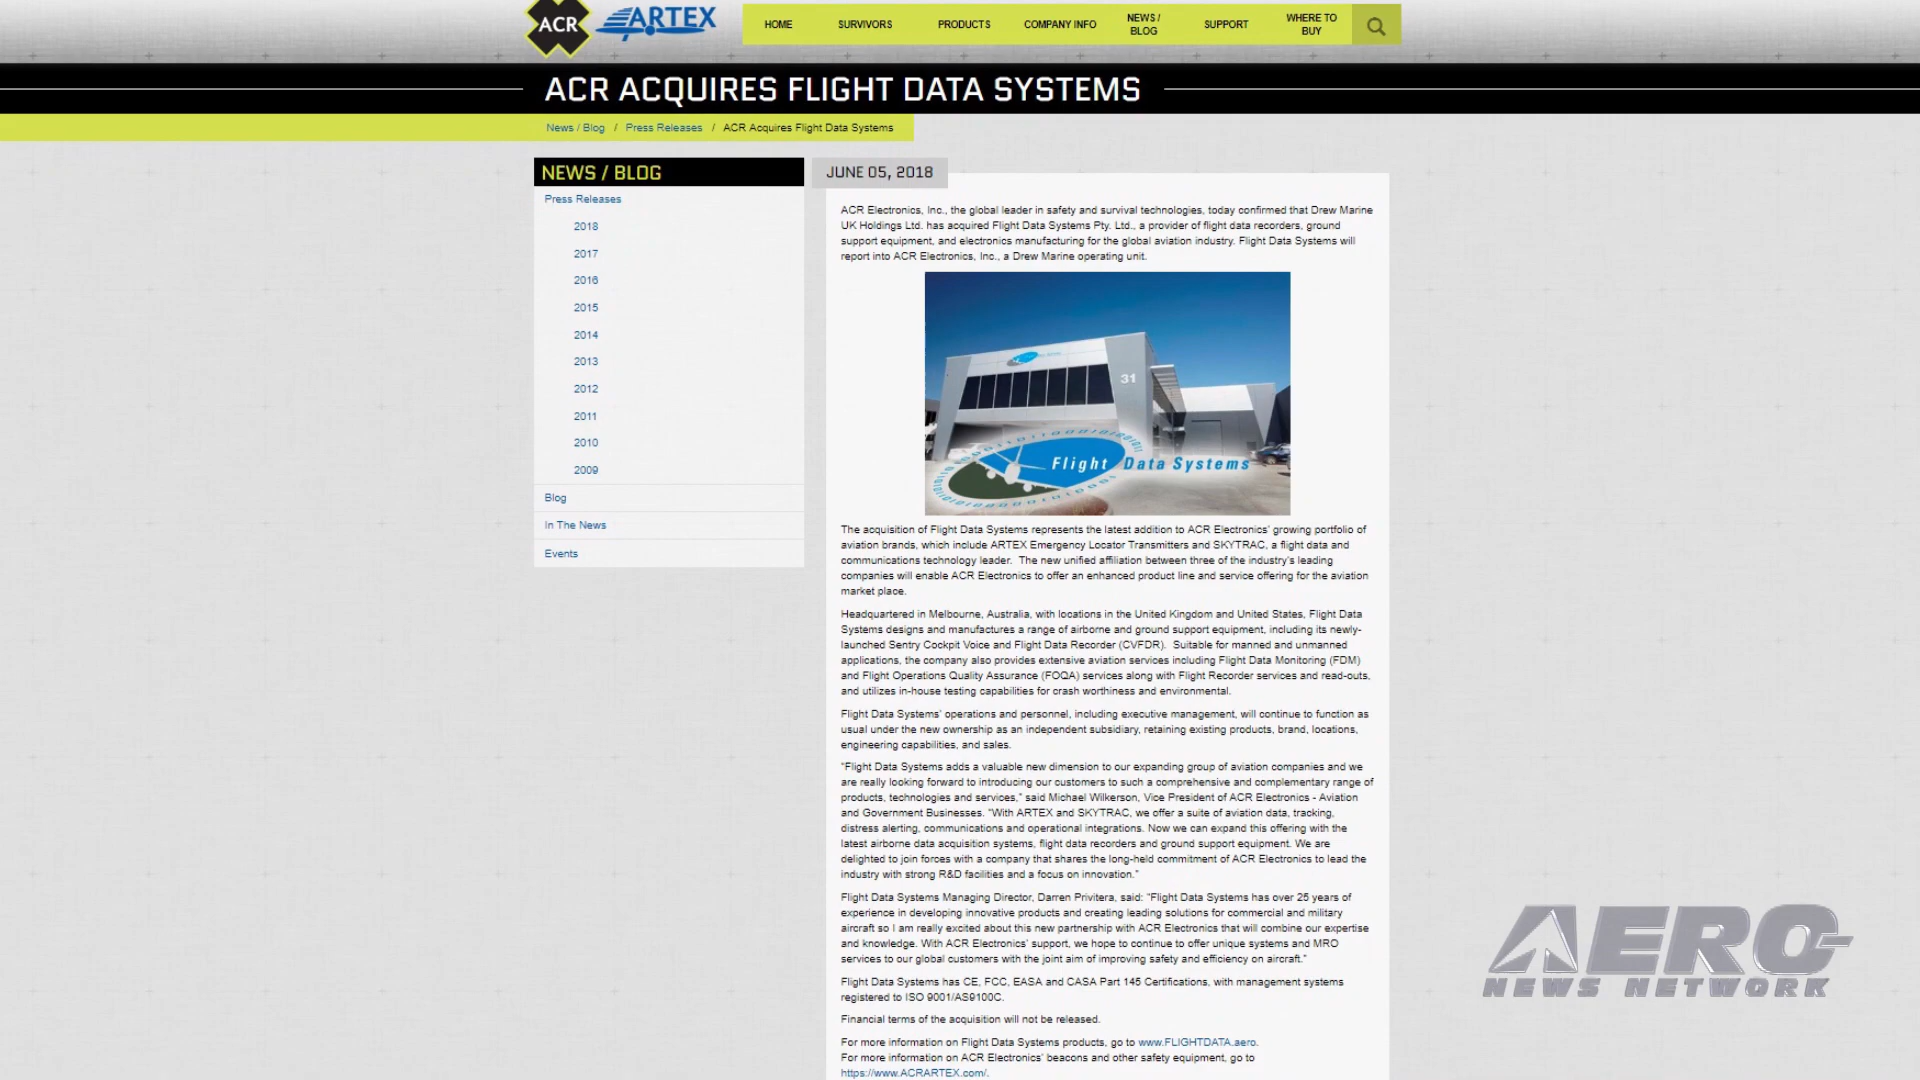 ACR
ARTEX
HOME
SURVIVORS
PRODUCTS
COMPANY INFO
NEWS /
BLOG
SUPPORT
WHERE TO
BUY
ACR ACQUIRES FLIGHT DATA SYSTEMS
News / Blog / Press Releases / ACR Acquires Flight Data Systems
NEWS / BLOG
Press Releases
2018
2017
2016
2015
2014
2013
2012
2011
2010
2009
Blog
In The News
Events
JUNE 05, 2018
ACR Electronics, Inc., the global leader in safety and survival technologies, today confirmed that Drew Marine
UK Holdings Ltd. has acquired Flight Data Systems Pty. Ltd., a provider of flight data recorders, ground
support equipment, and electronics manufacturing for the global aviation industry. Flight Data Systems will
report into ACR Electronics, Inc., a Drew Marine operating unit.
31
Flight Data Systems
The acquisition of Flight Data Systems represents the latest addition to ACR Electronics' growing portfolio of
aviation brands, which include ARTEX Emergency Locator Transmitters and SKYTRAC, a flight data and
communications technology leader. The new unified affiliation between three of the industry's leading
companies will enable ACR Electronics to offer an enhanced product line and service offering for the aviation
market place.
Headquartered in Melbourne, Australia, with locations in the United Kingdom and United States, Flight Data
Systems designs and manufactures a range of airborne and ground support equipment, including its newly-
launched Sentry Cockpit Voice and Flight Data Recorder (CVFDR). Suitable for manned and unmanned
applications, the company also provides extensive aviation services including Flight Data Monitoring (FDM)
and Flight Operations Quality Assurance (FOQA) services along with Flight Recorder services and read-outs,
and utilizes in-house testing capabilities for crash worthiness and environmental.
Flight Data Systems' operations and personnel, including executive management, will continue to function as
usual under the new ownership as an independent subsidiary, retaining existing products, brand, locations,
engineering capabilities, and sales.
"Flight Data Systems adds a valuable new dimension to our expanding group of aviation companies and we
are really looking forward to introducing our customers to such a comprehensive and complementary range of
products, technologies and services," said Michael Wilkerson, Vice President of ACR Electronics - Aviation
and Government Businesses. "With ARTEX and SKYTRAC, we offer a suite of aviation data, tracking,
distress alerting, communications and operational integrations. Now we can expand this offering with the
latest airborne data acquisition systems, flight data recorders and ground support equipment. We are
delighted to join forces with a company that shares the long-held commitment of ACR Electronics to lead the
industry with strong R&D facilities and a focus on innovation."
Flight Data Systems Managing Director, Darren Privitera, said: "Flight Data Systems has over 25 years of
experience in developing innovative products and creating leading solutions for commercial and military
aircraft so I am really excited about this new partnership with ACR Electronics that will combine our expertise
and knowledge. With ACR Electronics' support, we hope to continue to offer unique systems and MRO
services to our global customers with the joint aim of improving safety and efficiency on aircraft."
Flight Data Systems has CE, FCC, EASA and CASA Part 145 Certifications, with management systems
registered to ISO 9001/AS9100C.
Financial terms of the acquisition will not be released.
For more information on Flight Data Systems products, go to www.FLIGHTDATA.aero.
For more information on ACR Electronics' beacons and other safety equipment, go to
https://www.ACRARTEX.com/.
AERO-
NEWS NETWORK